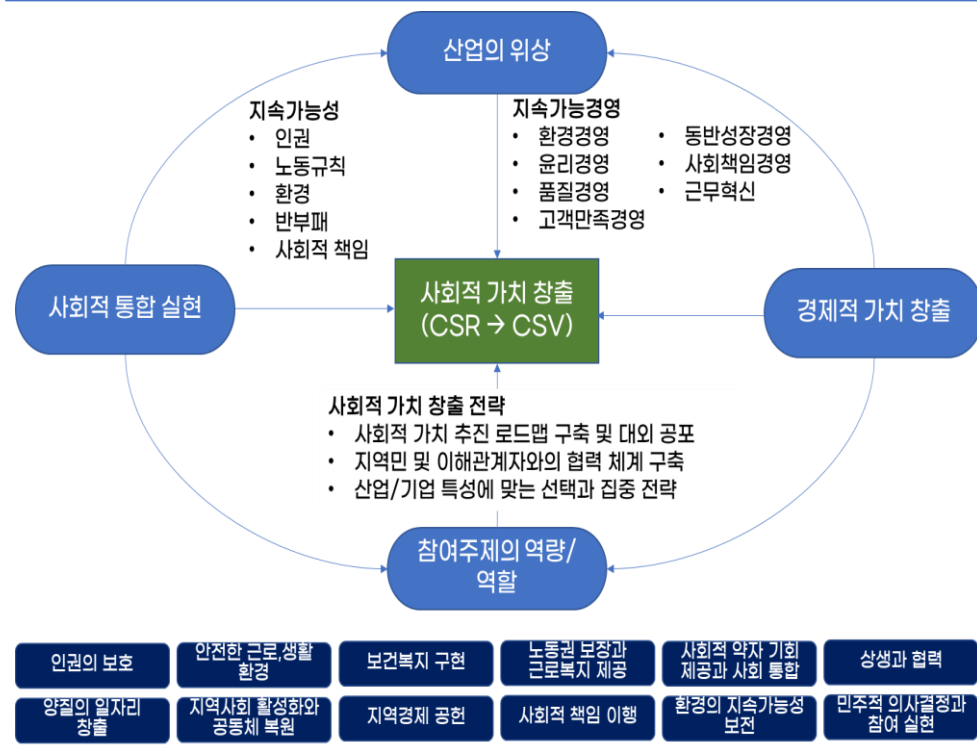 산업의 위상
지속가능성
• 인권
• 노동규칙
• 환경
• 반부패
• 사회적 책임
지속가능경영
• 환경경영
• 윤리경영
• 품질경영
• 고객만족경영
• 동반성장경영
• 사회책임경영
• 근무혁신
사회적 통합 실현
사회적 가치 창출
(CSR → CSV)
경제적 가치 창출
사회적 가치 창출 전략
• 사회적 가치 추진 로드맵 구축 및 대외 공포
• 지역민 및 이해관계자와의 협력 체계 구축
• 산업/기업 특성에 맞는 선택과 집중 전략
참여주제의 역량/
역할
인권의 보호
안전한 근로,생활
환경
보건복지 구현
노동권 보장과
근로복지 제공
사회적 약자 기회
제공과 사회 통합
상생과 협력
양질의 일자리
창출
지역사회 활성화와
공동체 복원
지역경제 공헌
사회적 책임 이행
환경의 지속가능성
보전
민주적 의사결정과
참여 실현